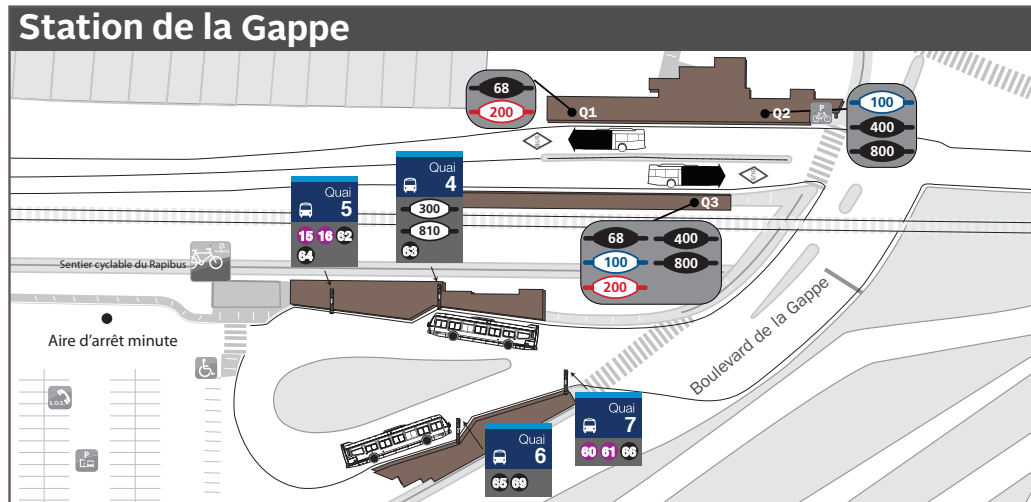 Station de la Gappe
68
200
Q1
Q2
P
100
400
800
BUS
BUS
Quai
4
300
810
63
Quai
5
15 16 62
64
Q3
68 400
100 800
200
Sentier cyclable du Rapibus
Aire d'arrêt minute
Boulevard de la Gappe
S.O.S.
P
Quai
7
60 61 66
Quai
6
65 69